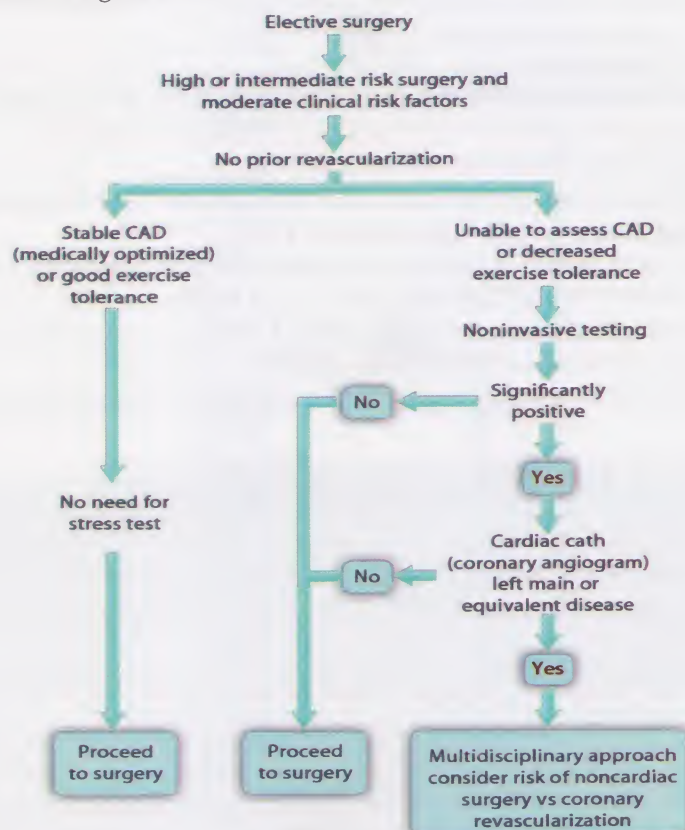 Elective surgery
High or intermediate risk surgery and
moderate clinical risk factors
No prior revascularization
Stable CAD
(medically optimized)
or good exercise
tolerance
Unable to assess CAD
or decreased
exercise tolerance
Noninvasive testing
No
Significantly
positive
Yes
No need for
stress test
No
Cardiac cath
(coronary angiogram)
left main or
equivalent disease
Yes
Proceed
to surgery
Proceed
to surgery
Multidisciplinary approach
consider risk of noncardiac
surgery vs coronary
revascularization